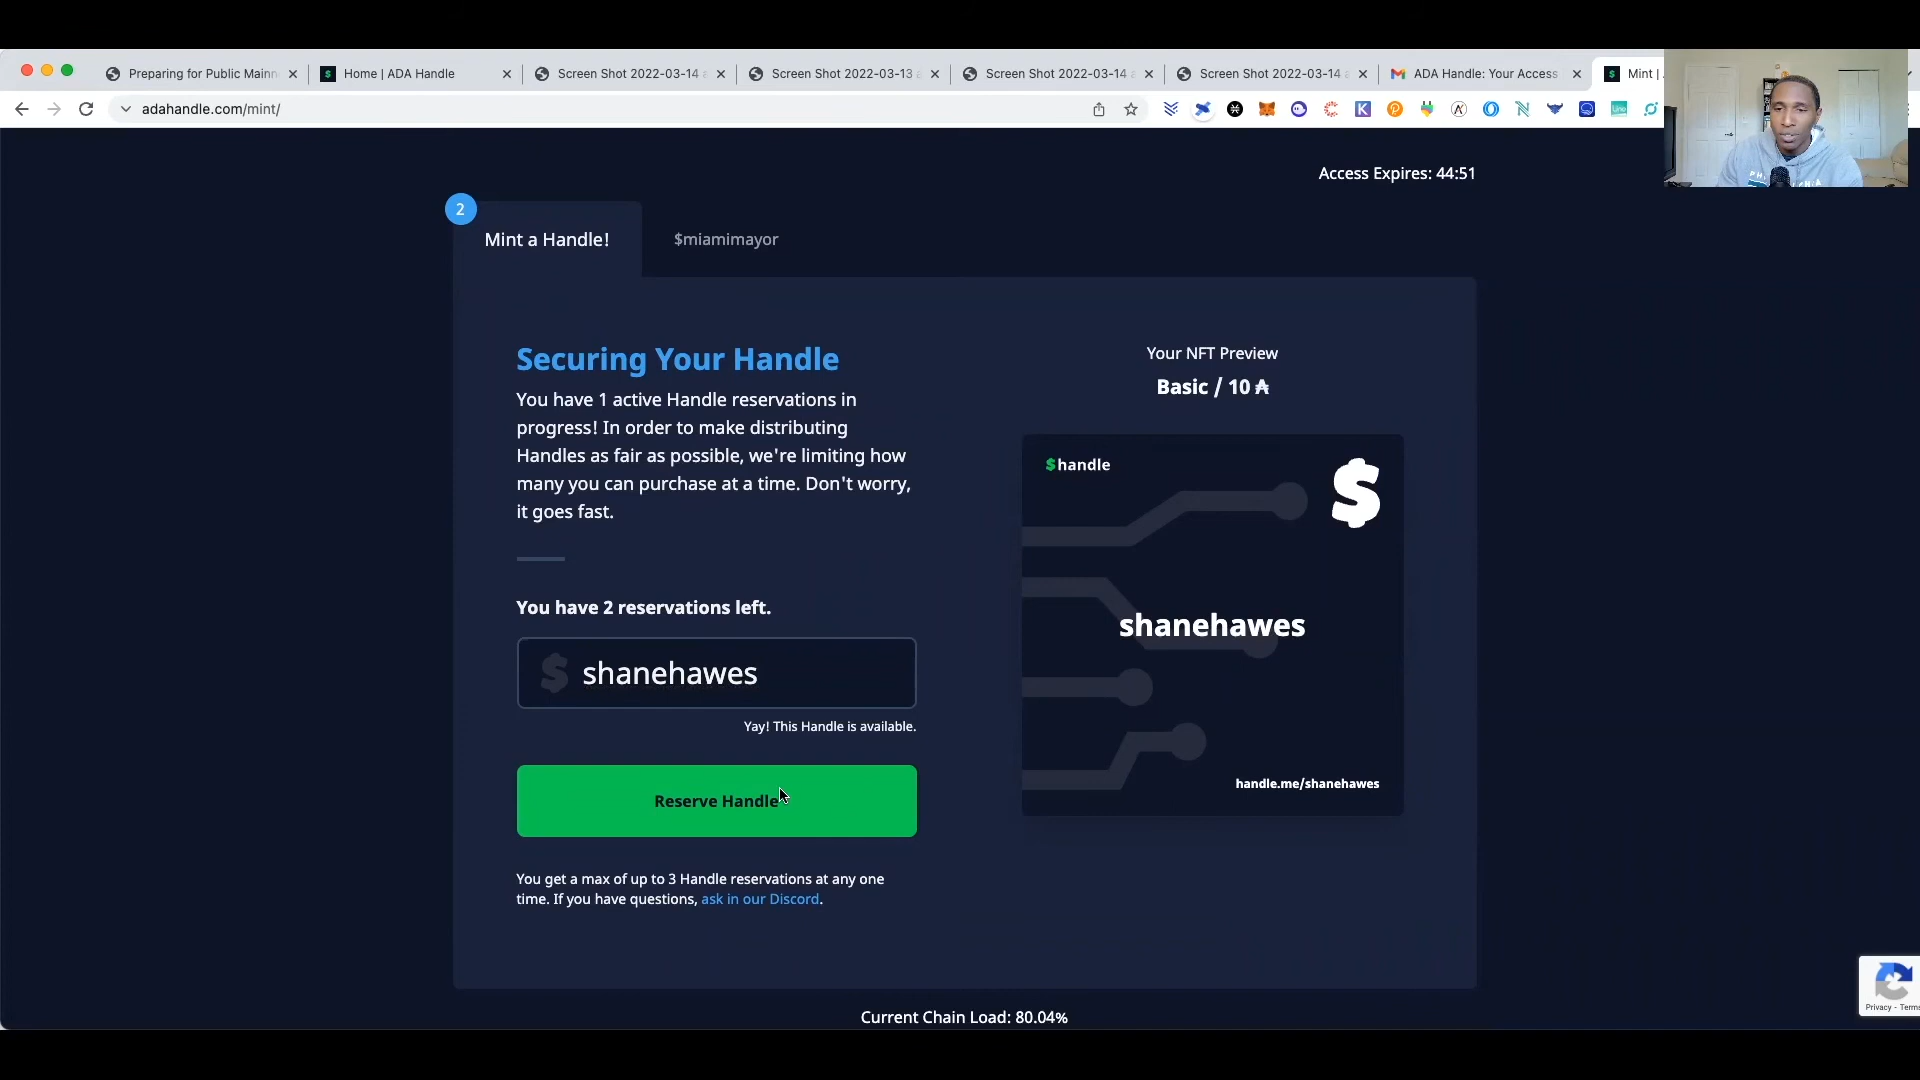 Preparing for Public Mainn
Home | ADA Handle
Screen Shot 2022-03-14 a
Screen Shot 2022-03-13 a
Screen Shot 2022-03-14 a
Screen Shot 2022-03-14 a
ADA Handle: Your Access
Mint |
adahandle.com/mint/
Access Expires: 44:51
2
Mint a Handle!
$miamimayor
Securing Your Handle
You have 1 active Handle reservations in
progress! In order to make distributing
Handles as fair as possible, we're limiting how
many you can purchase at a time. Don't worry,
it goes fast.
You have 2 reservations left.
$ shanehawes
Yay! This Handle is available.
Reserve Handle
You get a max of up to 3 Handle reservations at any one
time. If you have questions, ask in our Discord.
Your NFT Preview
Basic / 10 ₳
$handle
$
shanehawes
handle.me/shanehawes
Current Chain Load: 80.04%
Privacy - Terms